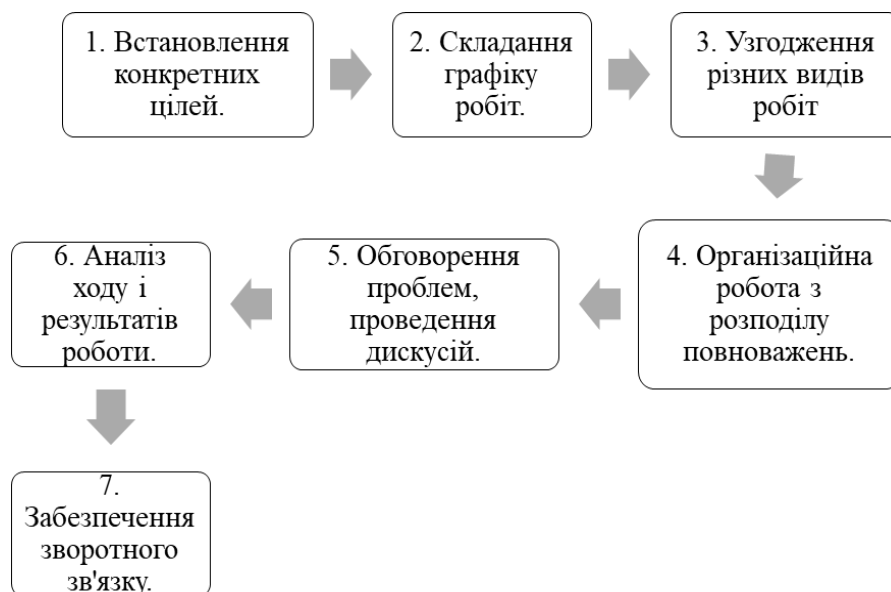 1. Встановлення
конкретних
цілей.
2. Складання
графіку
робіт.
3. Узгодження
різних видів
робіт
4. Організаційна
робота з
розподілу
повноважень.
5. Обговорення
проблем,
проведення
дискусій.
6. Аналіз
ходу і
результатів
роботи.
7.
Забезпечення
зворотного
зв'язку.